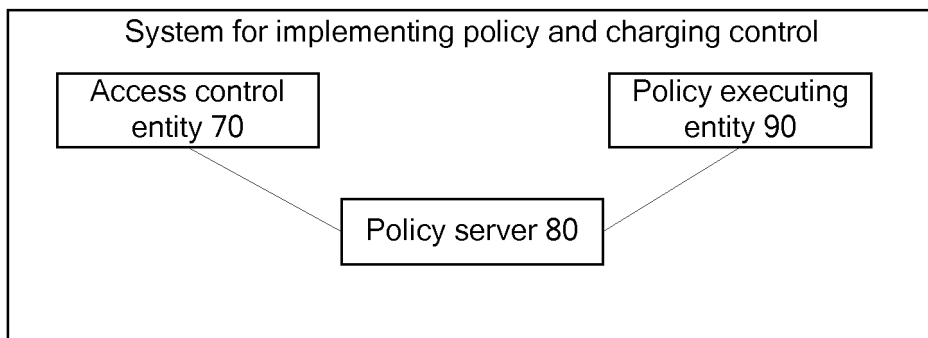 System for implementing policy and charging control
Access control
entity 70
Policy executing
entity 90
Policy server 80